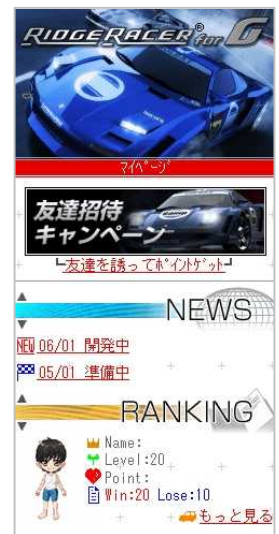 RIDGE RACER® for G
ﾏｲﾍﾟｰｼﾞ
友達招待
キャンペーン
┗友達を誘ってﾎﾟｲﾝﾄｹﾞｯﾄ┛
NEWS
NEW 06/01 開発中
05/01 準備中
RANKING
Name:
Level:20
Point:
Win:20 Lose:10
もっと見る